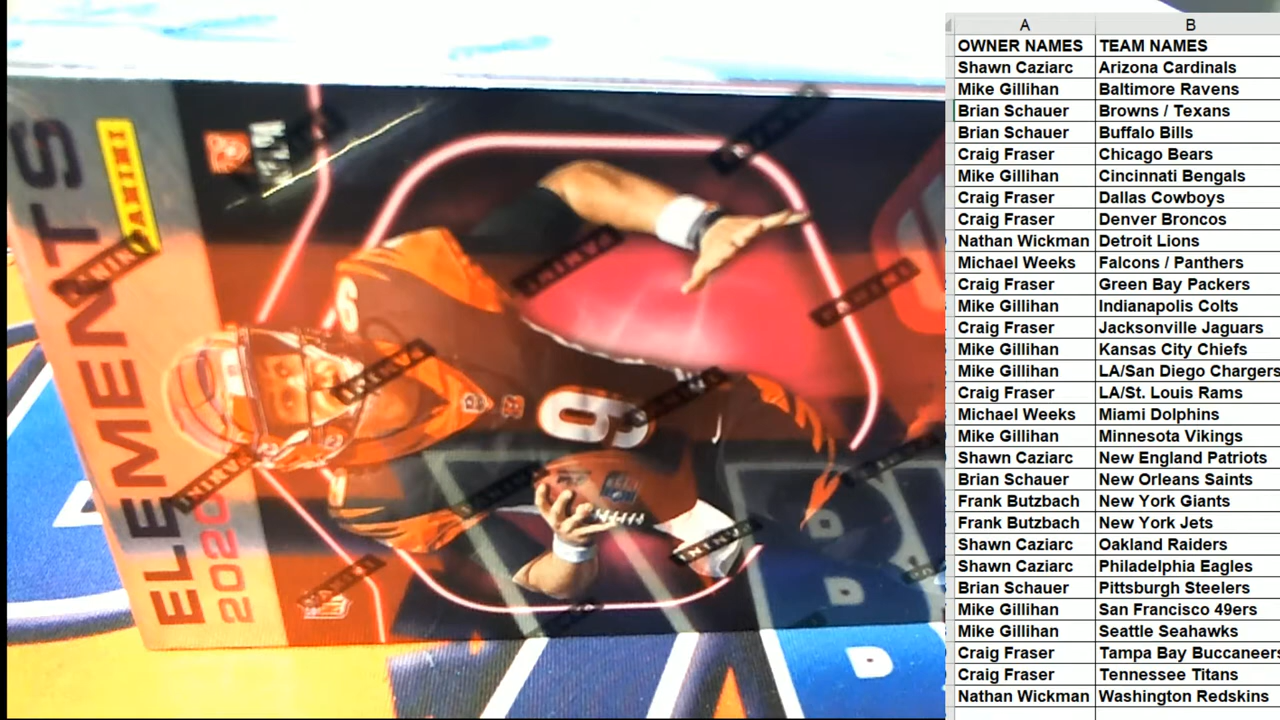 ELEMENTS
2020
PANINI
9
9
A
B
OWNER NAMES TEAM NAMES
Shawn Caziarc Arizona Cardinals
Mike Gillihan Baltimore Ravens
Brian Schauer Browns / Texans
Brian Schauer Buffalo Bills
Craig Fraser Chicago Bears
Mike Gillihan Cincinnati Bengals
Craig Fraser Dallas Cowboys
Craig Fraser Denver Broncos
Nathan Wickman Detroit Lions
Michael Weeks Falcons / Panthers
Craig Fraser Green Bay Packers
Mike Gillihan Indianapolis Colts
Craig Fraser Jacksonville Jaguars
Mike Gillihan Kansas City Chiefs
Mike Gillihan LA/San Diego Chargers
Craig Fraser LA/St. Louis Rams
Michael Weeks Miami Dolphins
Mike Gillihan Minnesota Vikings
Shawn Caziarc New England Patriots
Brian Schauer New Orleans Saints
Frank Butzbach New York Giants
Frank Butzbach New York Jets
Shawn Caziarc Oakland Raiders
Shawn Caziarc Philadelphia Eagles
Brian Schauer Pittsburgh Steelers
Mike Gillihan San Francisco 49ers
Mike Gillihan Seattle Seahawks
Craig Fraser Tampa Bay Buccaneers
Craig Fraser Tennessee Titans
Nathan Wickman Washington Redskins